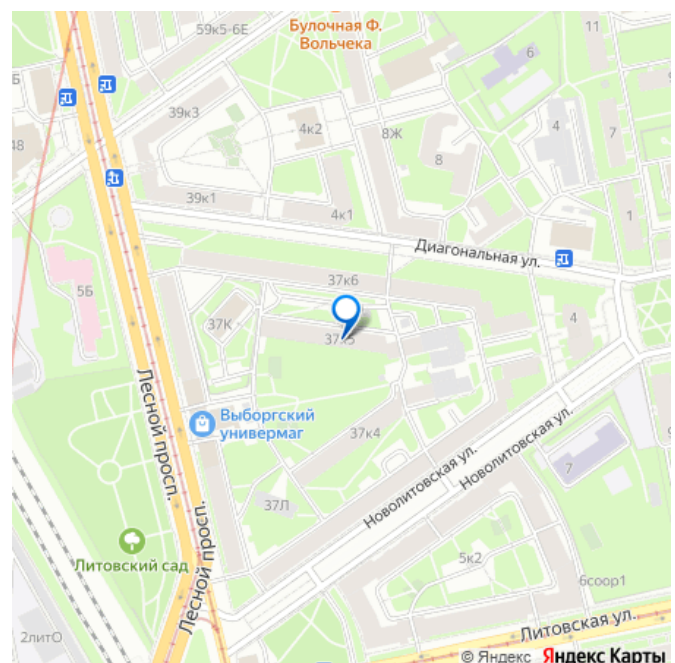 59к5-6Е
Булочная Ф.
Вольчека
11
6
39к3
4к2
8Ж
4
7
48
8
39к1
4к1
1
Диагональная ул.
5Б
37к6
37К
37к5
4
Лесной просп.
Выборгский
универмаг
37к4
Новолитовская ул.
Новолитовская ул.
7
37Л
Лесной просп.
Литовский сад
5к2
6соор1
2литО
Литовская ул.
© Яндекс Яндекс Карты